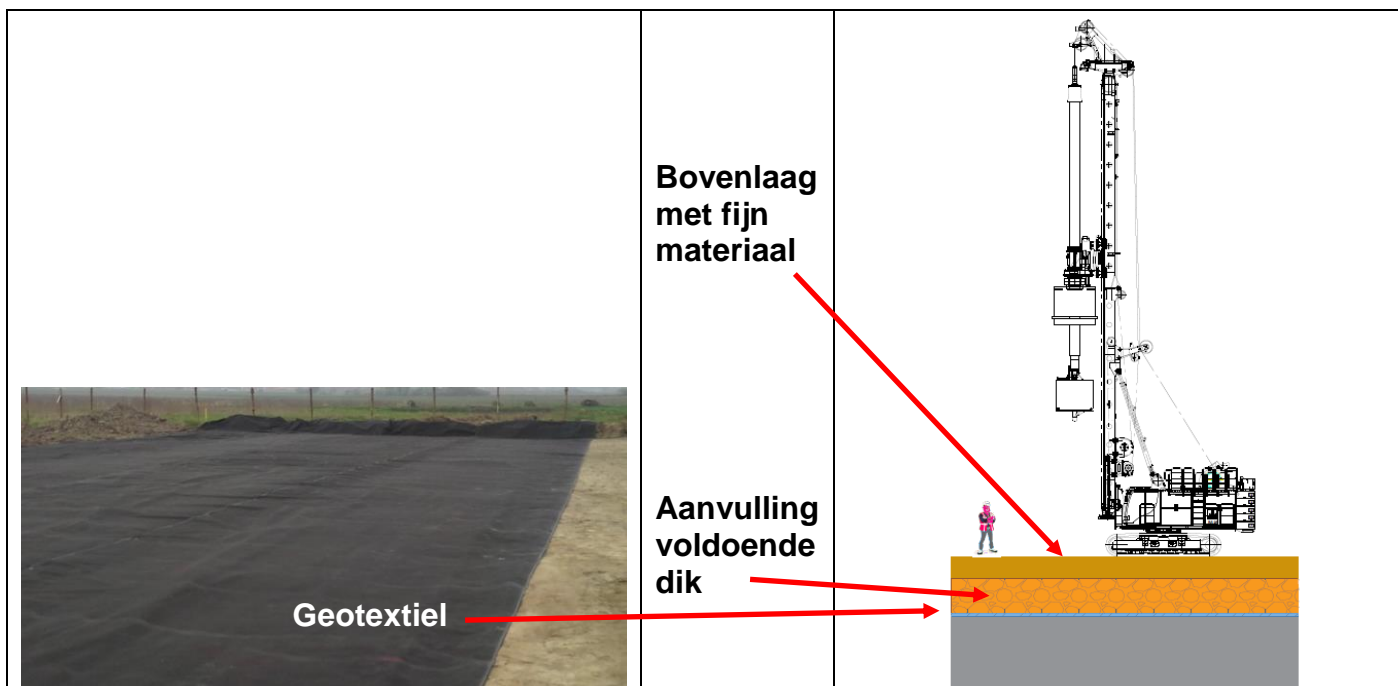 Bovenlaag
met fijn
materiaal
Aanvulling
voldoende
dik
Geotextiel